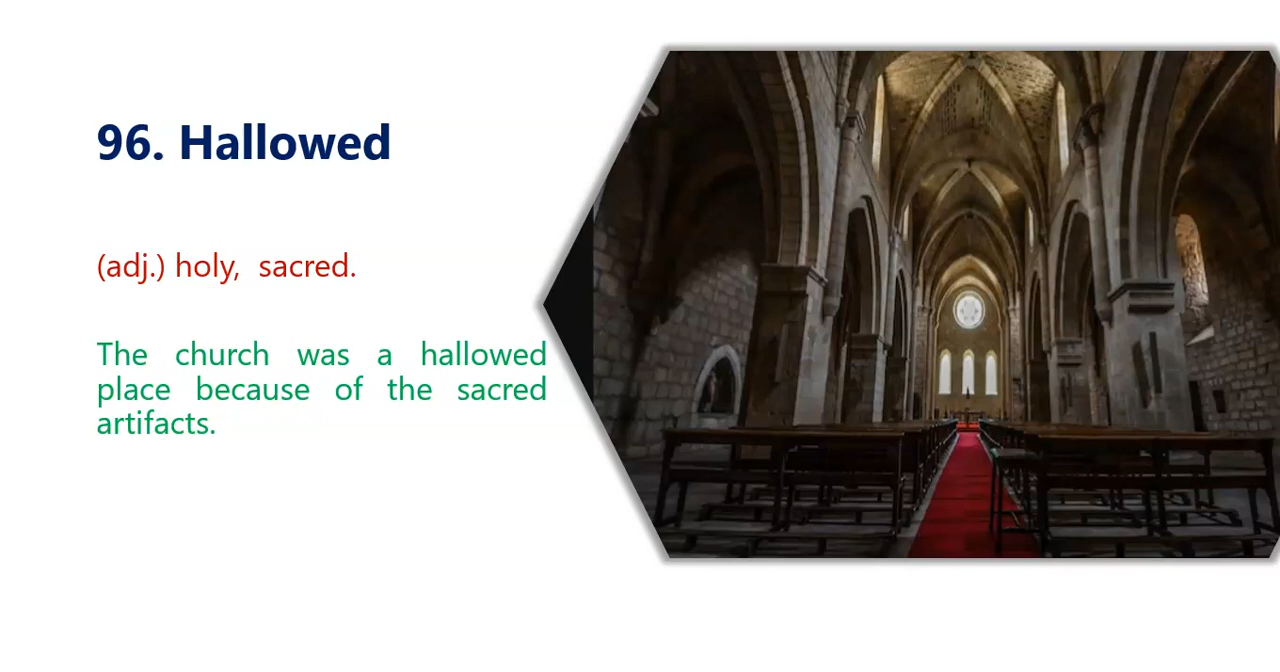 96. Hallowed
(adj.) holy, sacred.
The church was a hallowed
place because of the sacred
artifacts.